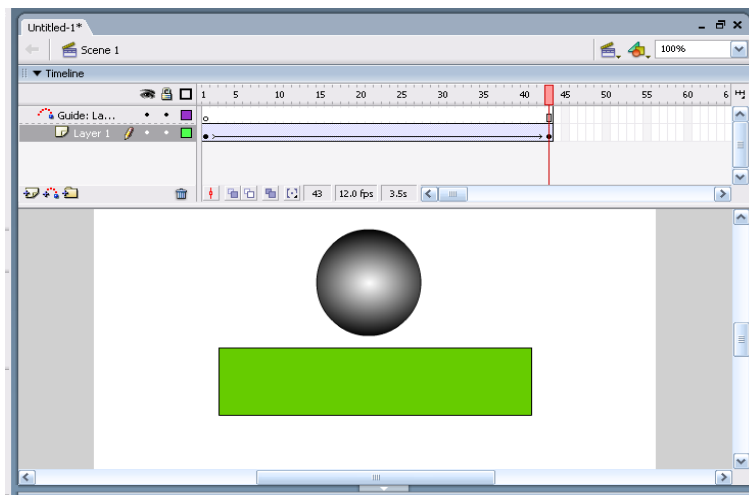 Untitled-1*
Scene 1
100%
Timeline
1 5 10 15 20 25 30 35 40 45 50 55 60 6
Guide: La...
Layer 1
43 12.0 fps 3.5s